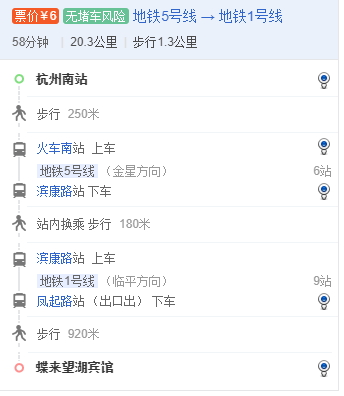 票价¥6 无堵车风险 地铁5号线 → 地铁1号线
58分钟 | 20.3公里 | 步行1.3公里
杭州南站
步行 250米
火车南站 上车
地铁5号线 （金星方向） 6站
滨康路站 下车
站内换乘 步行 180米
滨康路站 上车
地铁1号线 （临平方向） 9站
凤起路站 （出口出） 下车
步行 920米
蝶来望湖宾馆